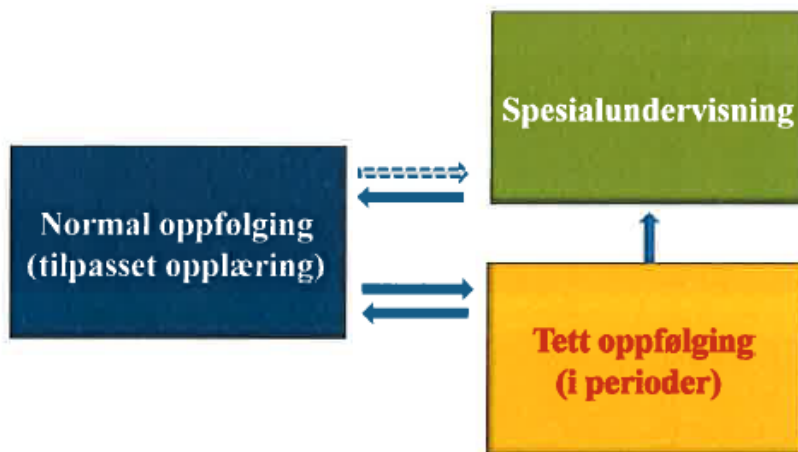 Spesialundervisning
Normal oppfølging
(tilpasset opplæring)
Tett oppfølging
(i perioder)